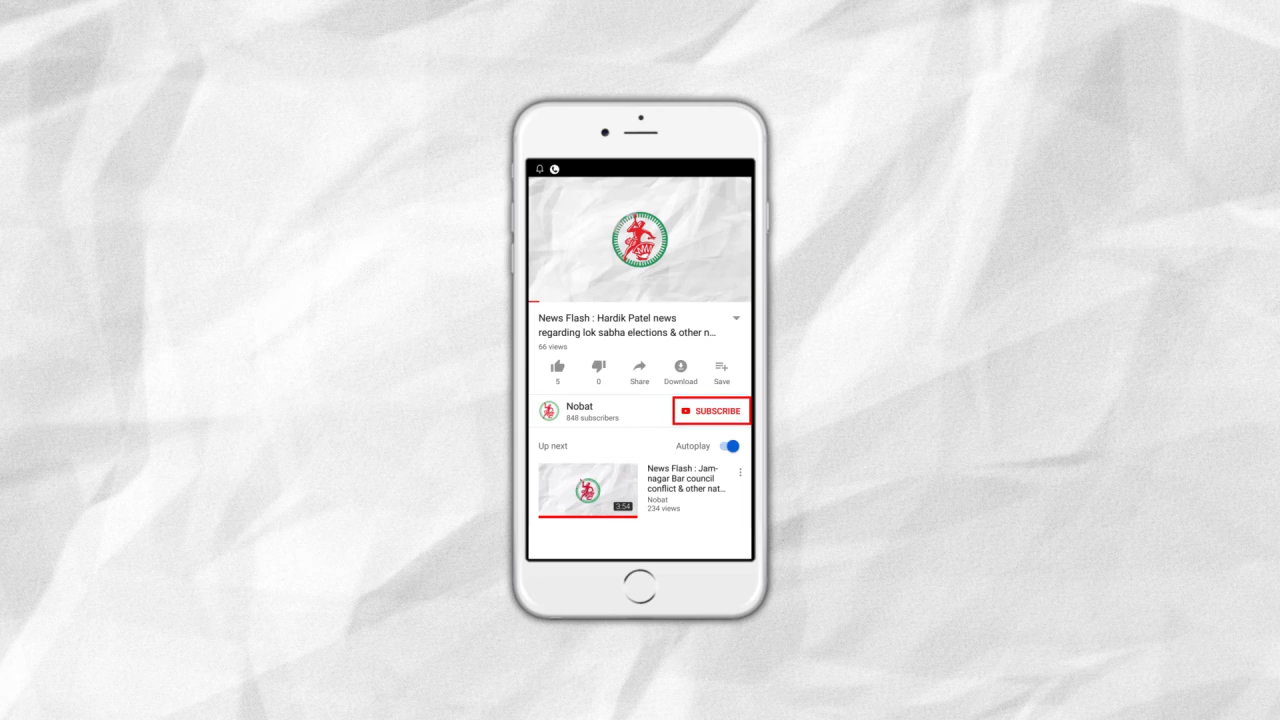 News Flash : Hardik Patel news
regarding lok sabha elections & other n...
66 views
5
0
Share
Download
Save
Nobat
848 subscribers
SUBSCRIBE
Up next
Autoplay
3:54
News Flash : Jam-
nagar Bar council
conflict & other nat...
Nobat
234 views